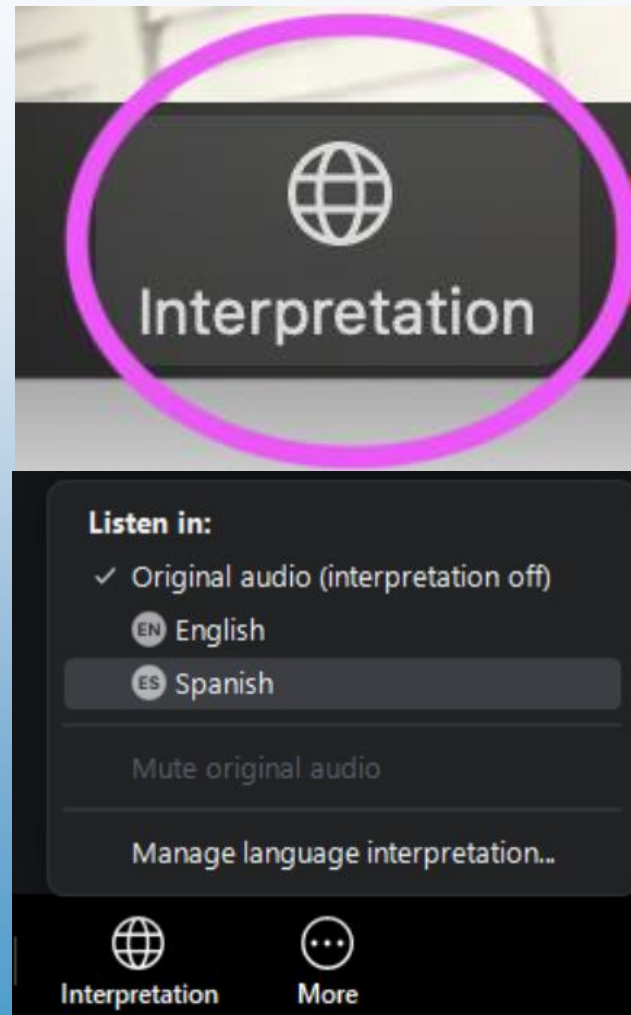 Interpretation
Listen in:
Original audio (interpretation off)
EN English
ES Spanish
Mute original audio
Manage language interpretation...
Interpretation More